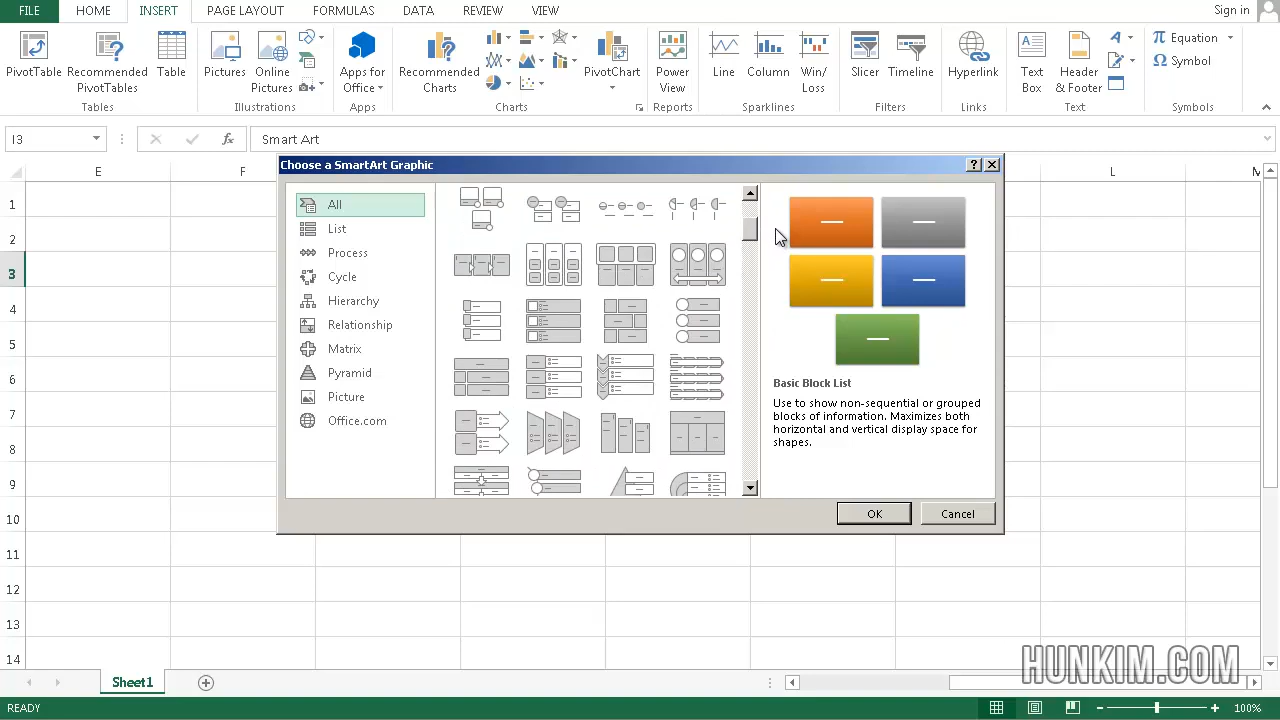 FILE HOME INSERT PAGE LAYOUT FORMULAS DATA REVIEW VIEW Sign in
PivotTable Recommended PivotTables Table
Tables
Pictures Online Pictures
Illustrations
Apps for Office
Apps
Recommended Charts PivotChart
Charts
Power View
Reports
Line Column Win/Loss
Sparklines
Slicer Timeline
Filters
Hyperlink
Links
Text Box Header & Footer
Text
Equation
Symbol
Symbols
I3 fx Smart Art
E F L M
Choose a SmartArt Graphic
All
List
Process
Cycle
Hierarchy
Relationship
Matrix
Pyramid
Picture
Office.com
Basic Block List
Use to show non-sequential or grouped
blocks of information. Maximizes both
horizontal and vertical display space for
shapes.
OK Cancel
1
2
3
4
5
6
7
8
9
10
11
12
13
14
HUNKIM.COM
Sheet1
READY 100%